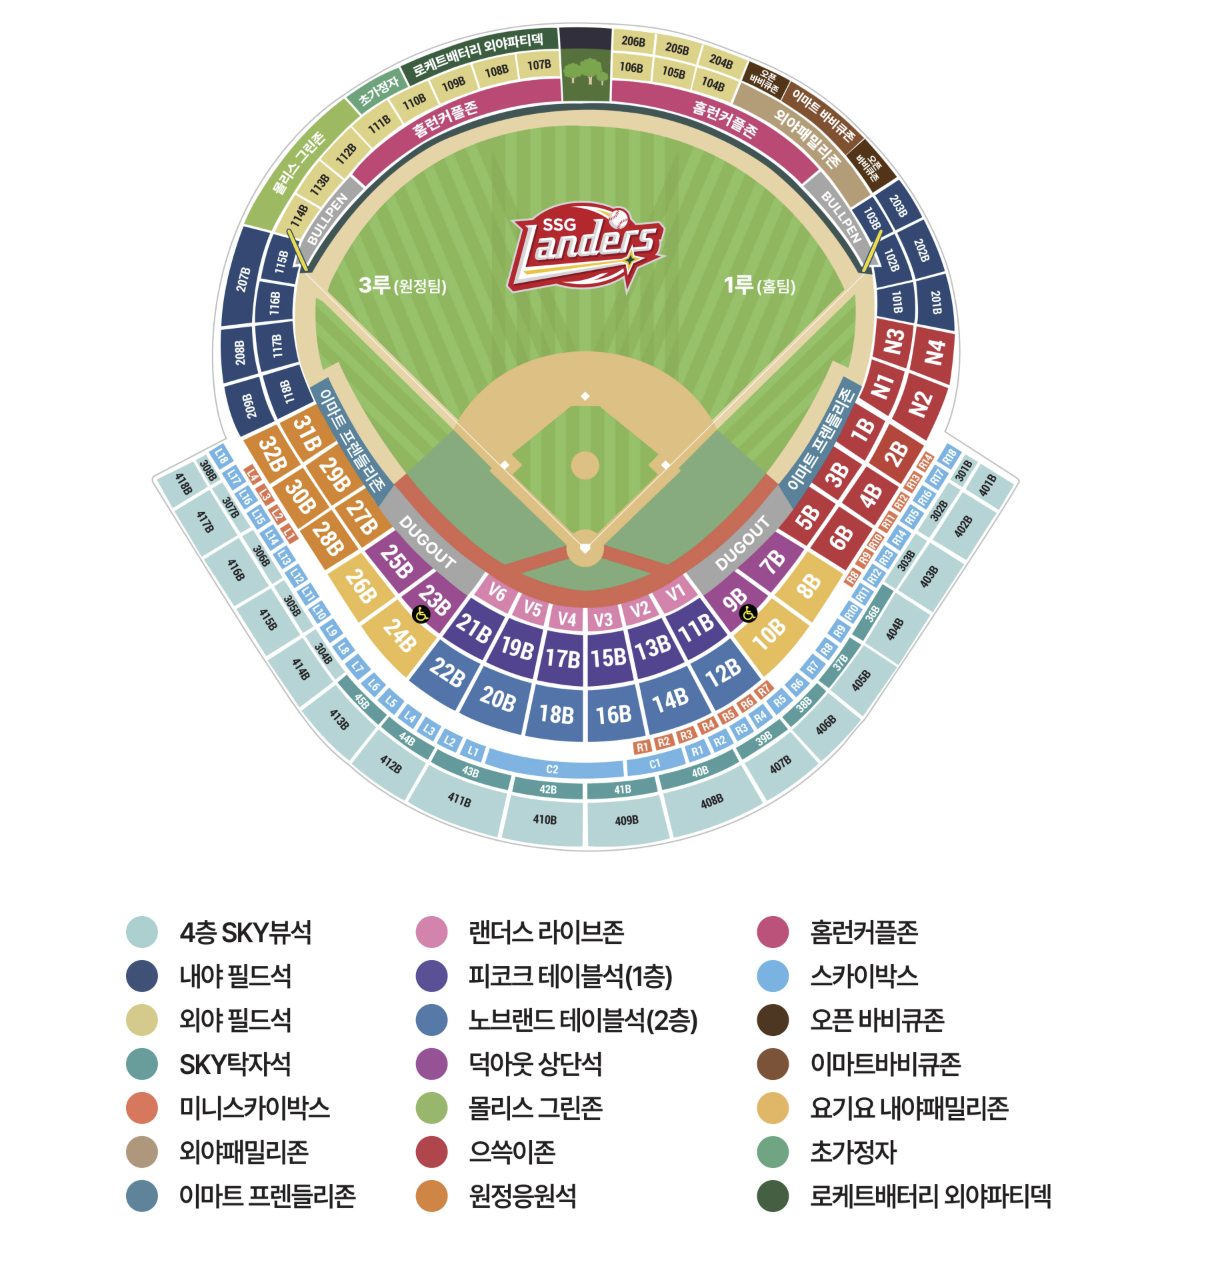 로케트배터리 외야파티덱
206B 205B 204B
오픈
바비큐존
이마트 바비큐존
오픈
바비큐존
초가정자
107B 108B 109B 110B 111B 112B 113B 114B
106B 105B 104B
외야패밀리존
몰리스 그린존
홈런커플존
홈런커플존
BULLPEN
BULLPEN
103B 203B
102B 202B
101B 201B
115B 207B
116B
117B 208B
118B 209B
SSG
Landers
3루 (원정팀)
1루 (홈팀)
N3 N4
N1 N2
이마트 프렌들리존
이마트 프렌들리존
31B 32B
29B 30B
27B 28B
1B 2B
3B 4B
5B 6B
DUGOUT
DUGOUT
25B 26B
23B 24B
7B 8B
9B 10B
V6 V5 V4 V3 V2 V1
21B 19B 17B 15B 13B 11B
22B 20B 18B 16B 14B 12B
L4 L3 L2 L1
R14 R13 R12 R11 R10 R9 R8
R1 R2 R3 R4 R5 R6 R7
L18 L17 L16 L15 L14 L13 L12 L11 L10 L9 L8 L7 L6 L5 L4 L3 L2 L1
C2 C1
R1 R2 R3 R4 R5 R6 R7 R8 R9 R10 R11 R12 R13 R14 R15 R16 R17 R18
308B 307B 306B 305B 304B
45B 44B 43B 42B 41B 40B 39B 38B 37B 36B
303B 302B 301B
418B 417B 416B 415B 414B 413B 412B 411B 410B 409B 408B 407B 406B 405B 404B 403B 402B 401B
4층 SKY뷰석
내야 필드석
외야 필드석
SKY탁자석
미니스카이박스
외야패밀리존
이마트 프렌들리존
랜더스 라이브존
피코크 테이블석(1층)
노브랜드 테이블석(2층)
덕아웃 상단석
몰리스 그린존
으쓱이존
원정응원석
홈런커플존
스카이박스
오픈 바비큐존
이마트바비큐존
요기요 내야패밀리존
초가정자
로케트배터리 외야파티덱